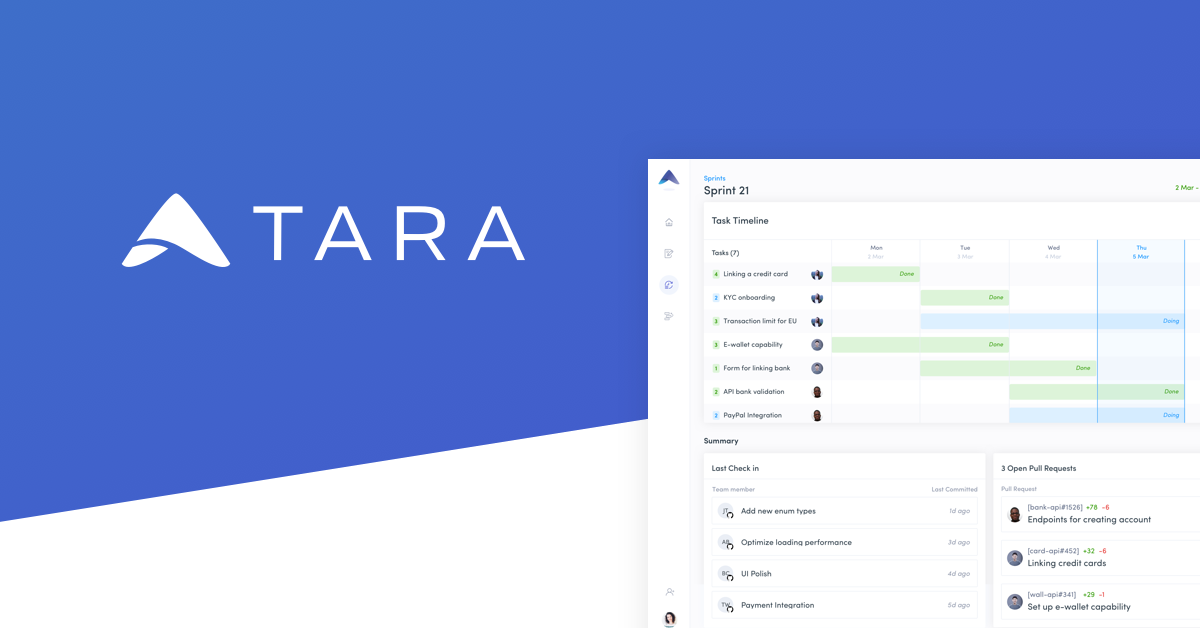 TARA
Sprints
Sprint 21
2 Mar -
Task Timeline
Tasks (7)
Mon
2 Mar
Tue
3 Mar
Wed
4 Mar
Thu
5 Mar
4 Linking a credit card Done
2 KYC onboarding Done
3 Transaction limit for EU Doing
3 E-wallet capability Done
1 Form for linking bank Done
2 API bank validation Done
2 PayPal Integration Doing
Summary
Last Check in
Team member Last Committed
JT Add new enum types 1d ago
AB Optimize loading performance 3d ago
BC UI Polish 4d ago
TW Payment Integration 5d ago
3 Open Pull Requests
Pull Request
[bank-api#1526] +78 -6
Endpoints for creating account
[card-api#452] +32 -6
Linking credit cards
[wall-api#341] +29 -1
Set up e-wallet capability